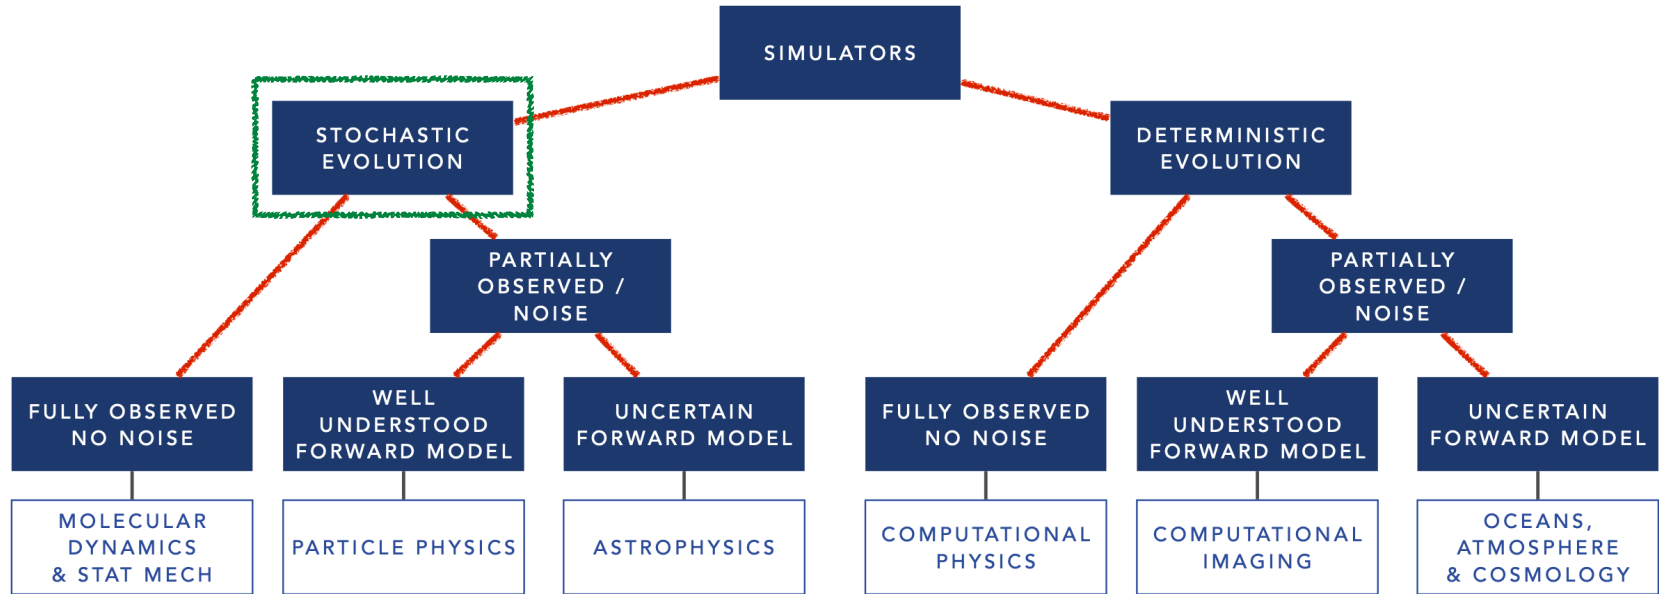 SIMULATORS
STOCHASTIC
EVOLUTION
DETERMINISTIC
EVOLUTION
PARTIALLY
OBSERVED /
NOISE
PARTIALLY
OBSERVED /
NOISE
FULLY OBSERVED
NO NOISE
WELL
UNDERSTOOD
FORWARD MODEL
UNCERTAIN
FORWARD MODEL
FULLY OBSERVED
NO NOISE
WELL
UNDERSTOOD
FORWARD MODEL
UNCERTAIN
FORWARD MODEL
MOLECULAR
DYNAMICS
& STAT MECH
PARTICLE PHYSICS
ASTROPHYSICS
COMPUTATIONAL
PHYSICS
COMPUTATIONAL
IMAGING
OCEANS,
ATMOSPHERE
& COSMOLOGY